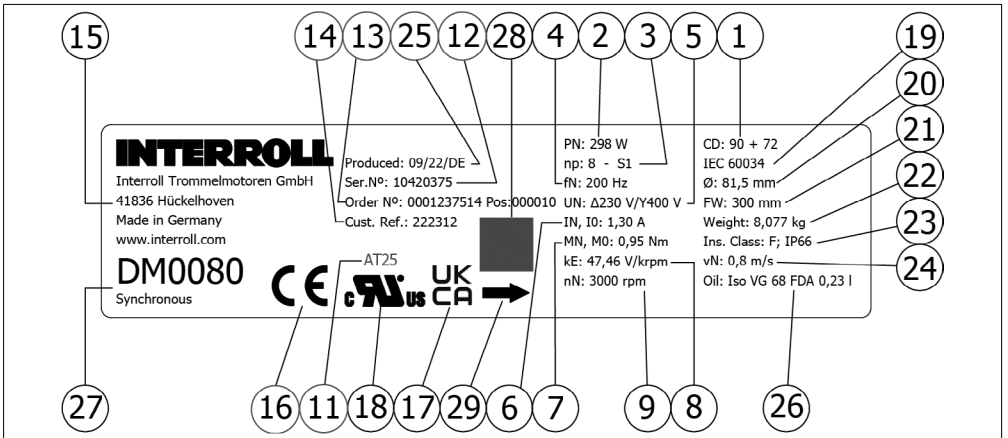 15 14 13 25 12 28 4 2 3 5 1 19
20
21
22
23
24
INTERROLL
Interroll Trommelmotoren GmbH
41836 Hückelhoven
Made in Germany
www.interroll.com
DM0080
Synchronous
Produced: 09/22/DE
Ser.Nº: 10420375
Order Nº: 0001237514 Pos:000010
Cust. Ref.: 222312
AT25
CE
c RU US
UK
CA
PN: 298 W
np: 8 - S1
fN: 200 Hz
UN: Δ230 V/Y400 V
IN, I0: 1,30 A
MN, M0: 0,95 Nm
kE: 47,46 V/krpm
nN: 3000 rpm
CD: 90 + 72
IEC 60034
Ø: 81,5 mm
FW: 300 mm
Weight: 8,077 kg
Ins. Class: F; IP66
vN: 0,8 m/s
Oil: Iso VG 68 FDA 0,23 l
27 16 11 18 17 29 6 7 9 8 26